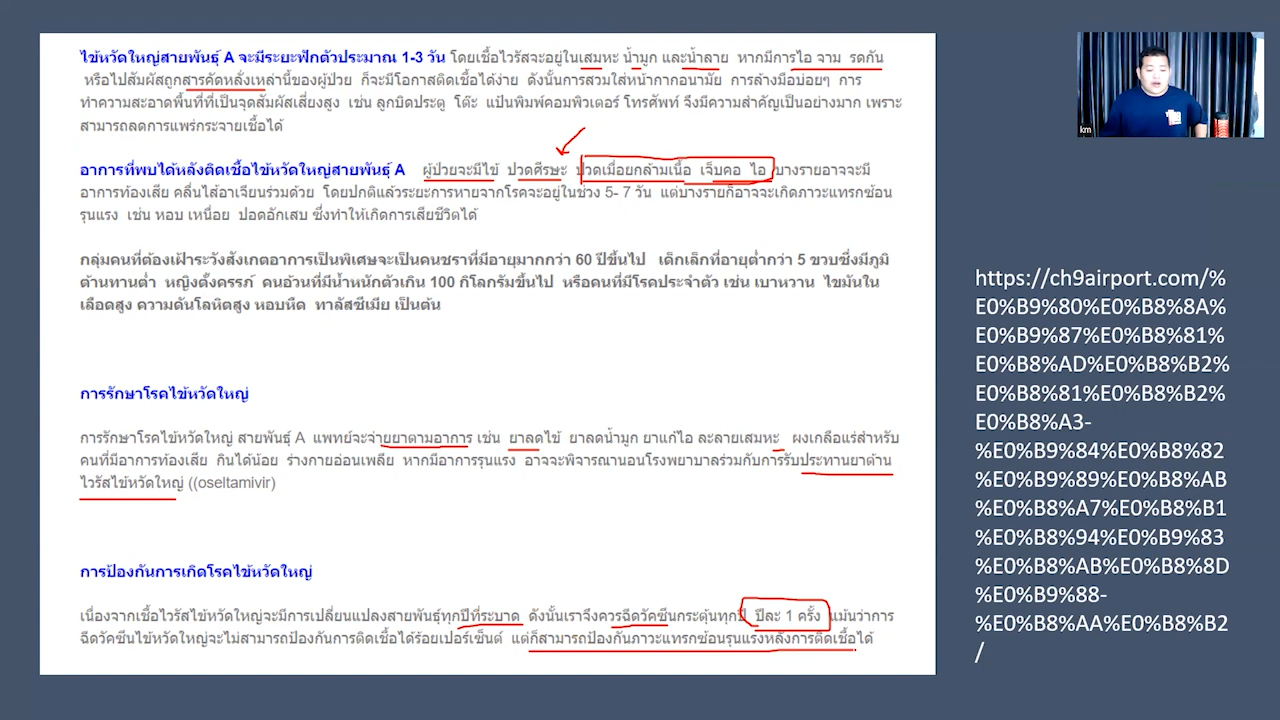 ไข้หวัดใหญ่สายพันธุ์ A จะมีระยะฟักตัวประมาณ 1-3 วัน โดยเชื้อไวรัสจะอยู่ในเสมหะ น้ำมูก และน้ำลาย หากมีการไอ จาม รดกัน
หรือไปสัมผัสถูกสารคัดหลั่งเหล่านี้ของผู้ป่วย ก็จะมีโอกาสติดเชื้อได้ง่าย ดังนั้นการสวมใส่หน้ากากอนามัย การล้างมือบ่อยๆ การ
ทำความสะอาดพื้นที่ที่เป็นจุดสัมผัสเสี่ยงสูง เช่น ลูกบิดประตู โต๊ะ แป้นพิมพ์คอมพิวเตอร์ โทรศัพท์ จึงมีความสำคัญเป็นอย่างมาก เพราะ
สามารถลดการแพร่กระจายเชื้อได้
อาการที่พบได้หลังติดเชื้อไข้หวัดใหญ่สายพันธุ์ A ผู้ป่วยจะมีไข้ ปวดศีรษะ ปวดเมื่อยกล้ามเนื้อ เจ็บคอ ไอ บางรายอาจจะมี
อาการท้องเสีย คลื่นไส้อาเจียนร่วมด้วย โดยปกติแล้วระยะการหายจากโรคจะอยู่ในช่วง 5- 7 วัน แต่บางรายก็อาจจะเกิดภาวะแทรกซ้อน
รุนแรง เช่น หอบ เหนื่อย ปอดอักเสบ ซึ่งทำให้เกิดการเสียชีวิตได้
กลุ่มคนที่ต้องเฝ้าระวังสังเกตอาการเป็นพิเศษจะเป็นคนชราที่มีอายุมากกว่า 60 ปีขึ้นไป เด็กเล็กที่อายุต่ำกว่า 5 ขวบซึ่งมีภูมิ
ต้านทานต่ำ หญิงตั้งครรภ์ คนอ้วนที่มีน้ำหนักตัวเกิน 100 กิโลกรัมขึ้นไป หรือคนที่มีโรคประจำตัว เช่น เบาหวาน ไขมันใน
เลือดสูง ความดันโลหิตสูง หอบหืด ทาลัสซีเมีย เป็นต้น
การรักษาโรคไข้หวัดใหญ่
การรักษาโรคไข้หวัดใหญ่ สายพันธุ์ A แพทย์จะจ่ายยาตามอาการ เช่น ยาลดไข้ ยาลดน้ำมูก ยาแก้ไอ ละลายเสมหะ ผงเกลือแร่สำหรับ
คนที่มีอาการท้องเสีย กินได้น้อย ร่างกายอ่อนเพลีย หากมีอาการรุนแรง อาจจะพิจารณานอนโรงพยาบาลร่วมกับการรับประทานยาต้าน
ไวรัสไข้หวัดใหญ่ ((oseltamivir)
การป้องกันการเกิดโรคไข้หวัดใหญ่
เนื่องจากเชื้อไวรัสไข้หวัดใหญ่จะมีการเปลี่ยนแปลงสายพันธุ์ทุกปีที่ระบาด ดังนั้นเราจึงควรฉีดวัคซีนกระตุ้นทุกปี ปีละ 1 ครั้ง แม้นว่าการ
ฉีดวัคซีนไข้หวัดใหญ่จะไม่สามารถป้องกันการติดเชื้อได้ร้อยเปอร์เซ็นต์ แต่ก็สามารถป้องกันภาวะแทรกซ้อนรุนแรงหลังการติดเชื้อได้
km
https://ch9airport.com/%
E0%B9%80%E0%B8%8A%
E0%B9%87%E0%B8%81%
E0%B8%AD%E0%B8%B2%
E0%B8%81%E0%B8%B2%
E0%B8%A3-
%E0%B9%84%E0%B8%82
%E0%B9%89%E0%B8%AB
%E0%B8%A7%E0%B8%B1
%E0%B8%94%E0%B9%83
%E0%B8%AB%E0%B8%8D
%E0%B9%88-
%E0%B8%AA%E0%B8%B2
/